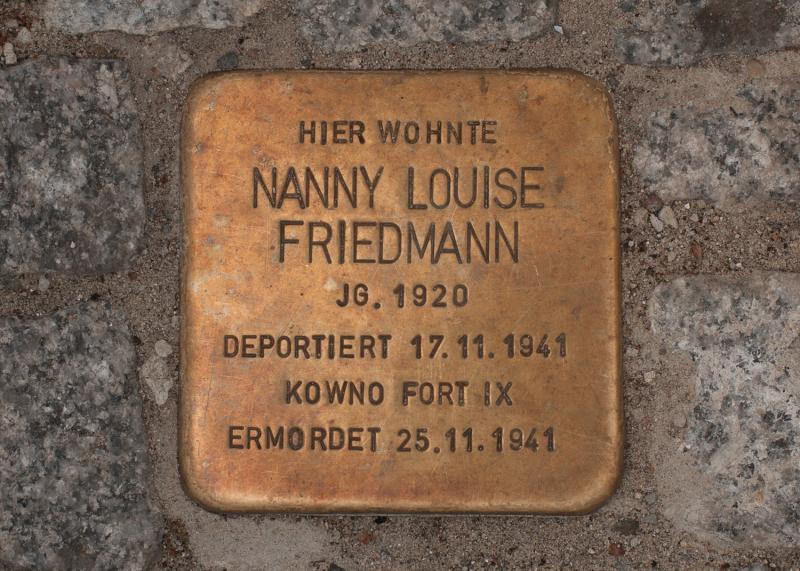 HIER WOHNTE
NANNY LOUISE
FRIEDMANN
JG. 1920
DEPORTIERT 17.11.1941
KOWNO FORT IX
ERMORDET 25.11.1941